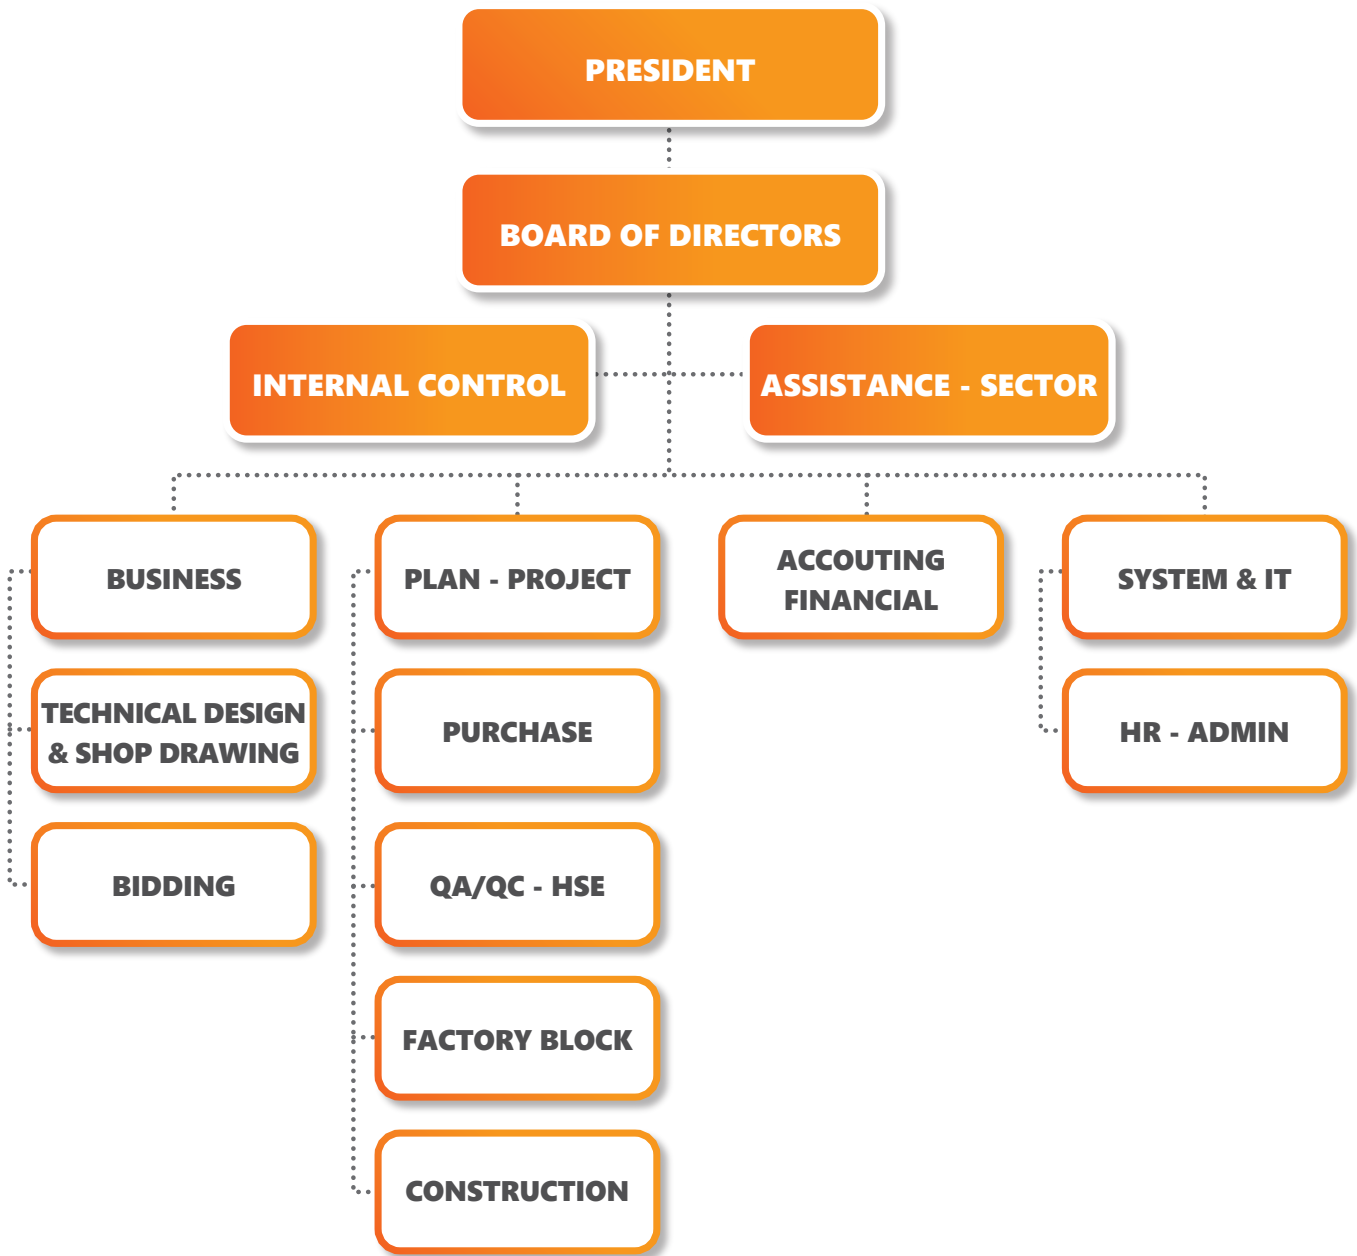 PRESIDENT
BOARD OF DIRECTORS
INTERNAL CONTROL
ASSISTANCE - SECTOR
BUSINESS
PLAN - PROJECT
ACCOUTING
FINANCIAL
SYSTEM & IT
TECHNICAL DESIGN
& SHOP DRAWING
PURCHASE
HR - ADMIN
BIDDING
QA/QC - HSE
FACTORY BLOCK
CONSTRUCTION